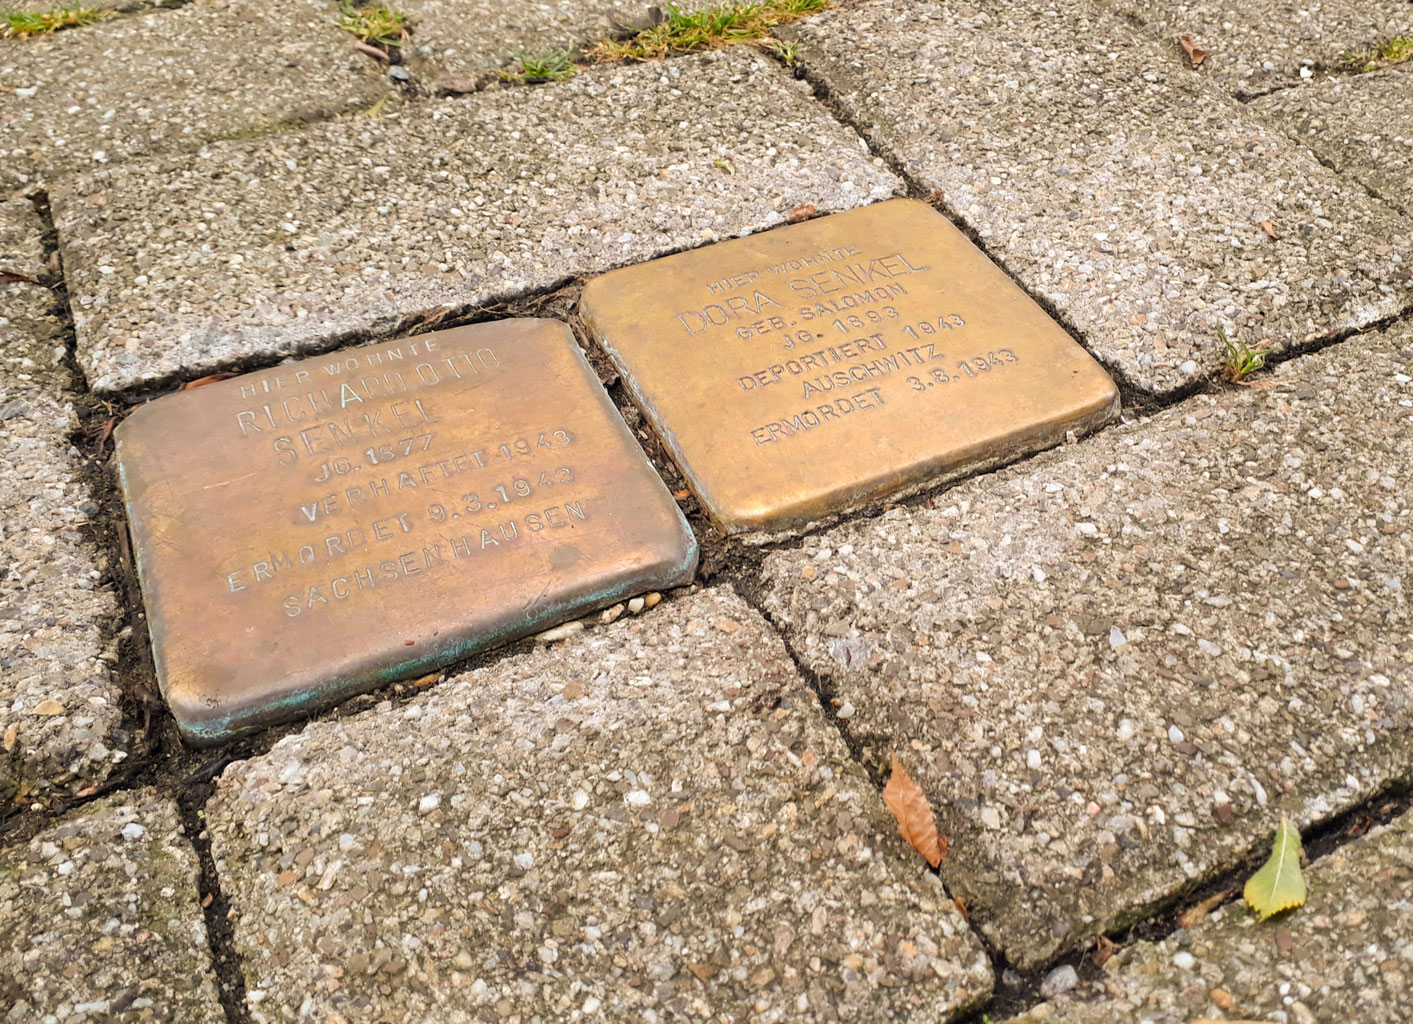 HIER WOHNTE
RICHARD OTTO
SENKEL
JG. 1877
VERHAFTET 1943
ERMORDET 9.3.1943
SACHSENHAUSEN
HIER WOHNTE
DORA SENKEL
GEB. SALOMON
JG. 1893
DEPORTIERT 1943
AUSCHWITZ
ERMORDET 3.8.1943